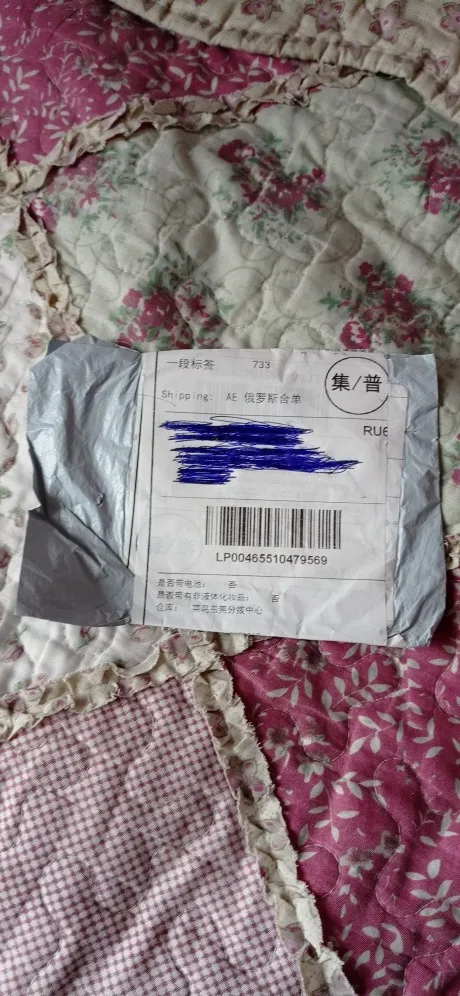 一段标签 733
集/普
Shipping: AE 俄罗斯合单
RU6
LP00465510479569
是否带电池： 否
是否带有非液体化妆品： 否
仓库： 菜鸟东莞分拨中心